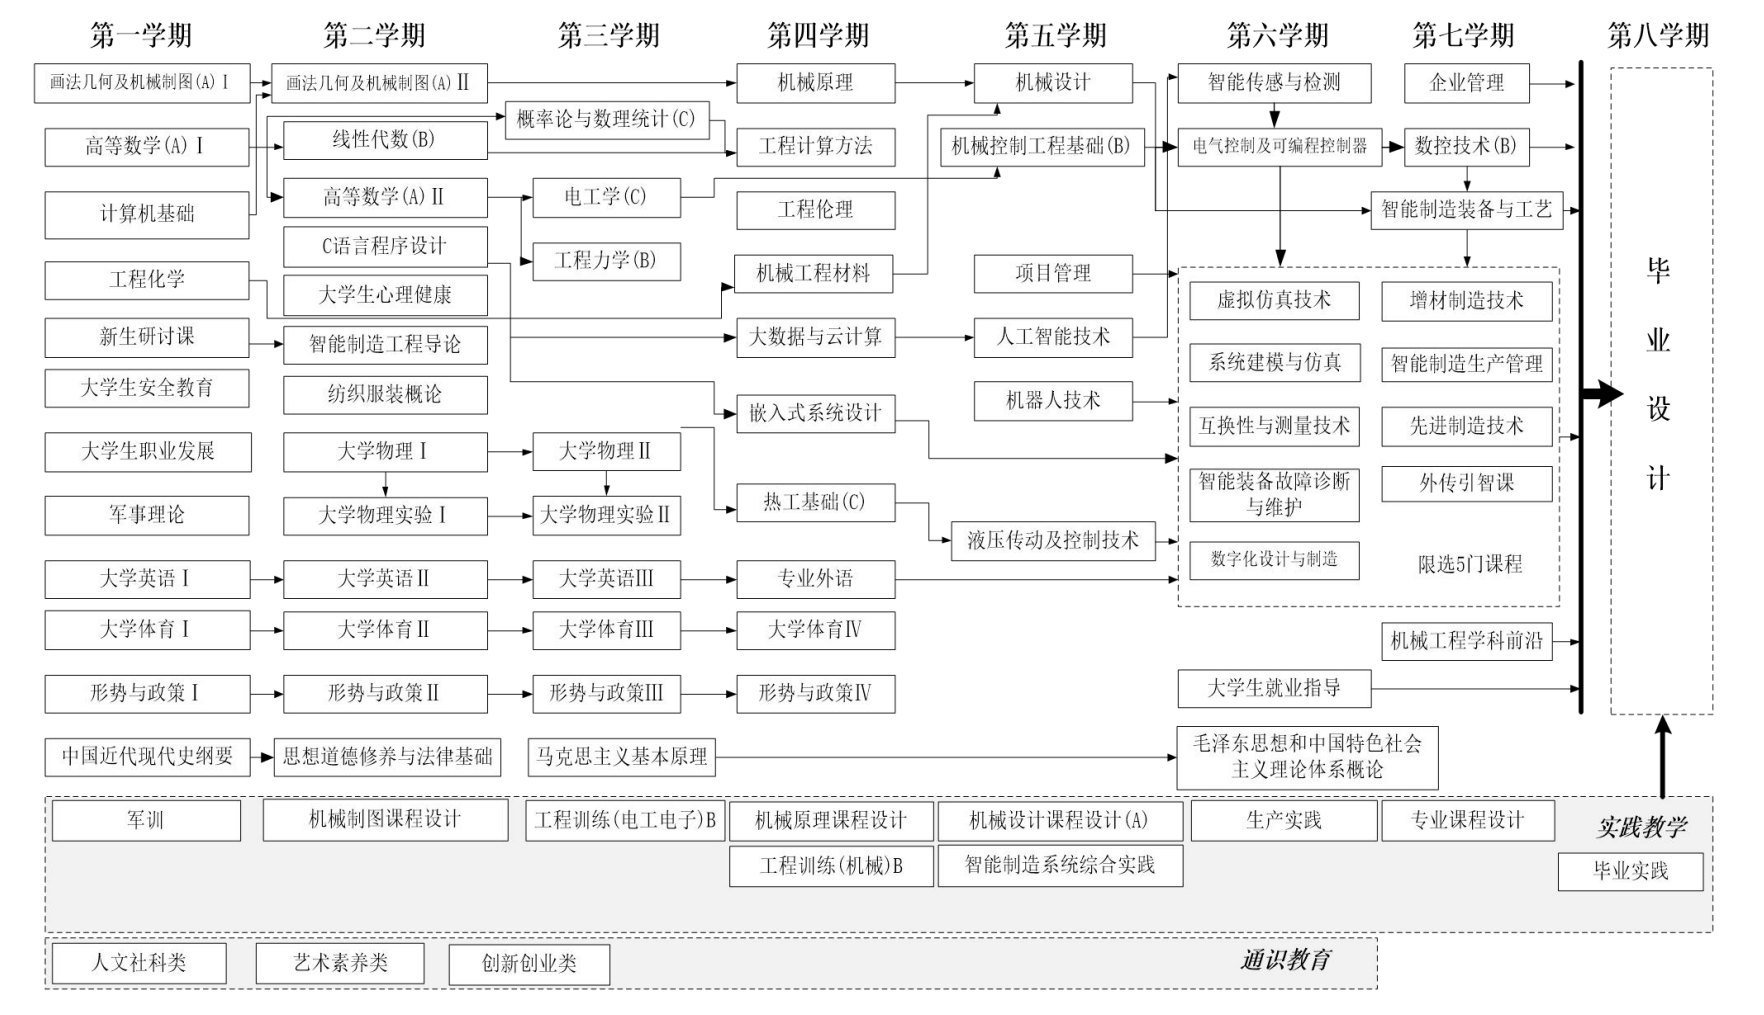 第一学期
第二学期
第三学期
第四学期
第五学期
第六学期
第七学期
第八学期
画法几何及机械制图(A) Ⅰ
画法几何及机械制图(A) Ⅱ
机械原理
机械设计
智能传感与检测
企业管理
概率论与数理统计(C)
高等数学(A) Ⅰ
线性代数(B)
工程计算方法
机械控制工程基础(B)
电气控制及可编程控制器
数控技术(B)
计算机基础
高等数学(A) Ⅱ
电工学(C)
工程伦理
智能制造装备与工艺
C语言程序设计
工程力学(B)
工程化学
大学生心理健康
机械工程材料
项目管理
虚拟仿真技术
增材制造技术
新生研讨课
智能制造工程导论
大数据与云计算
人工智能技术
系统建模与仿真
智能制造生产管理
大学生安全教育
纺织服装概论
嵌入式系统设计
机器人技术
互换性与测量技术
先进制造技术
大学生职业发展
大学物理Ⅰ
大学物理Ⅱ
智能装备故障诊断
与维护
外传引智课
军事理论
大学物理实验Ⅰ
大学物理实验Ⅱ
热工基础(C)
液压传动及控制技术
数字化设计与制造
限选5门课程
大学英语Ⅰ
大学英语Ⅱ
大学英语Ⅲ
专业外语
大学体育Ⅰ
大学体育Ⅱ
大学体育Ⅲ
大学体育Ⅳ
机械工程学科前沿
形势与政策Ⅰ
形势与政策Ⅱ
形势与政策Ⅲ
形势与政策Ⅳ
大学生就业指导
中国近代现代史纲要
思想道德修养与法律基础
马克思主义基本原理
毛泽东思想和中国特色社会
主义理论体系概论
毕
业
设
计
军训
机械制图课程设计
工程训练(电工电子)B
机械原理课程设计
机械设计课程设计(A)
生产实践
专业课程设计
实践教学
工程训练(机械)B
智能制造系统综合实践
毕业实践
人文社科类
艺术素养类
创新创业类
通识教育